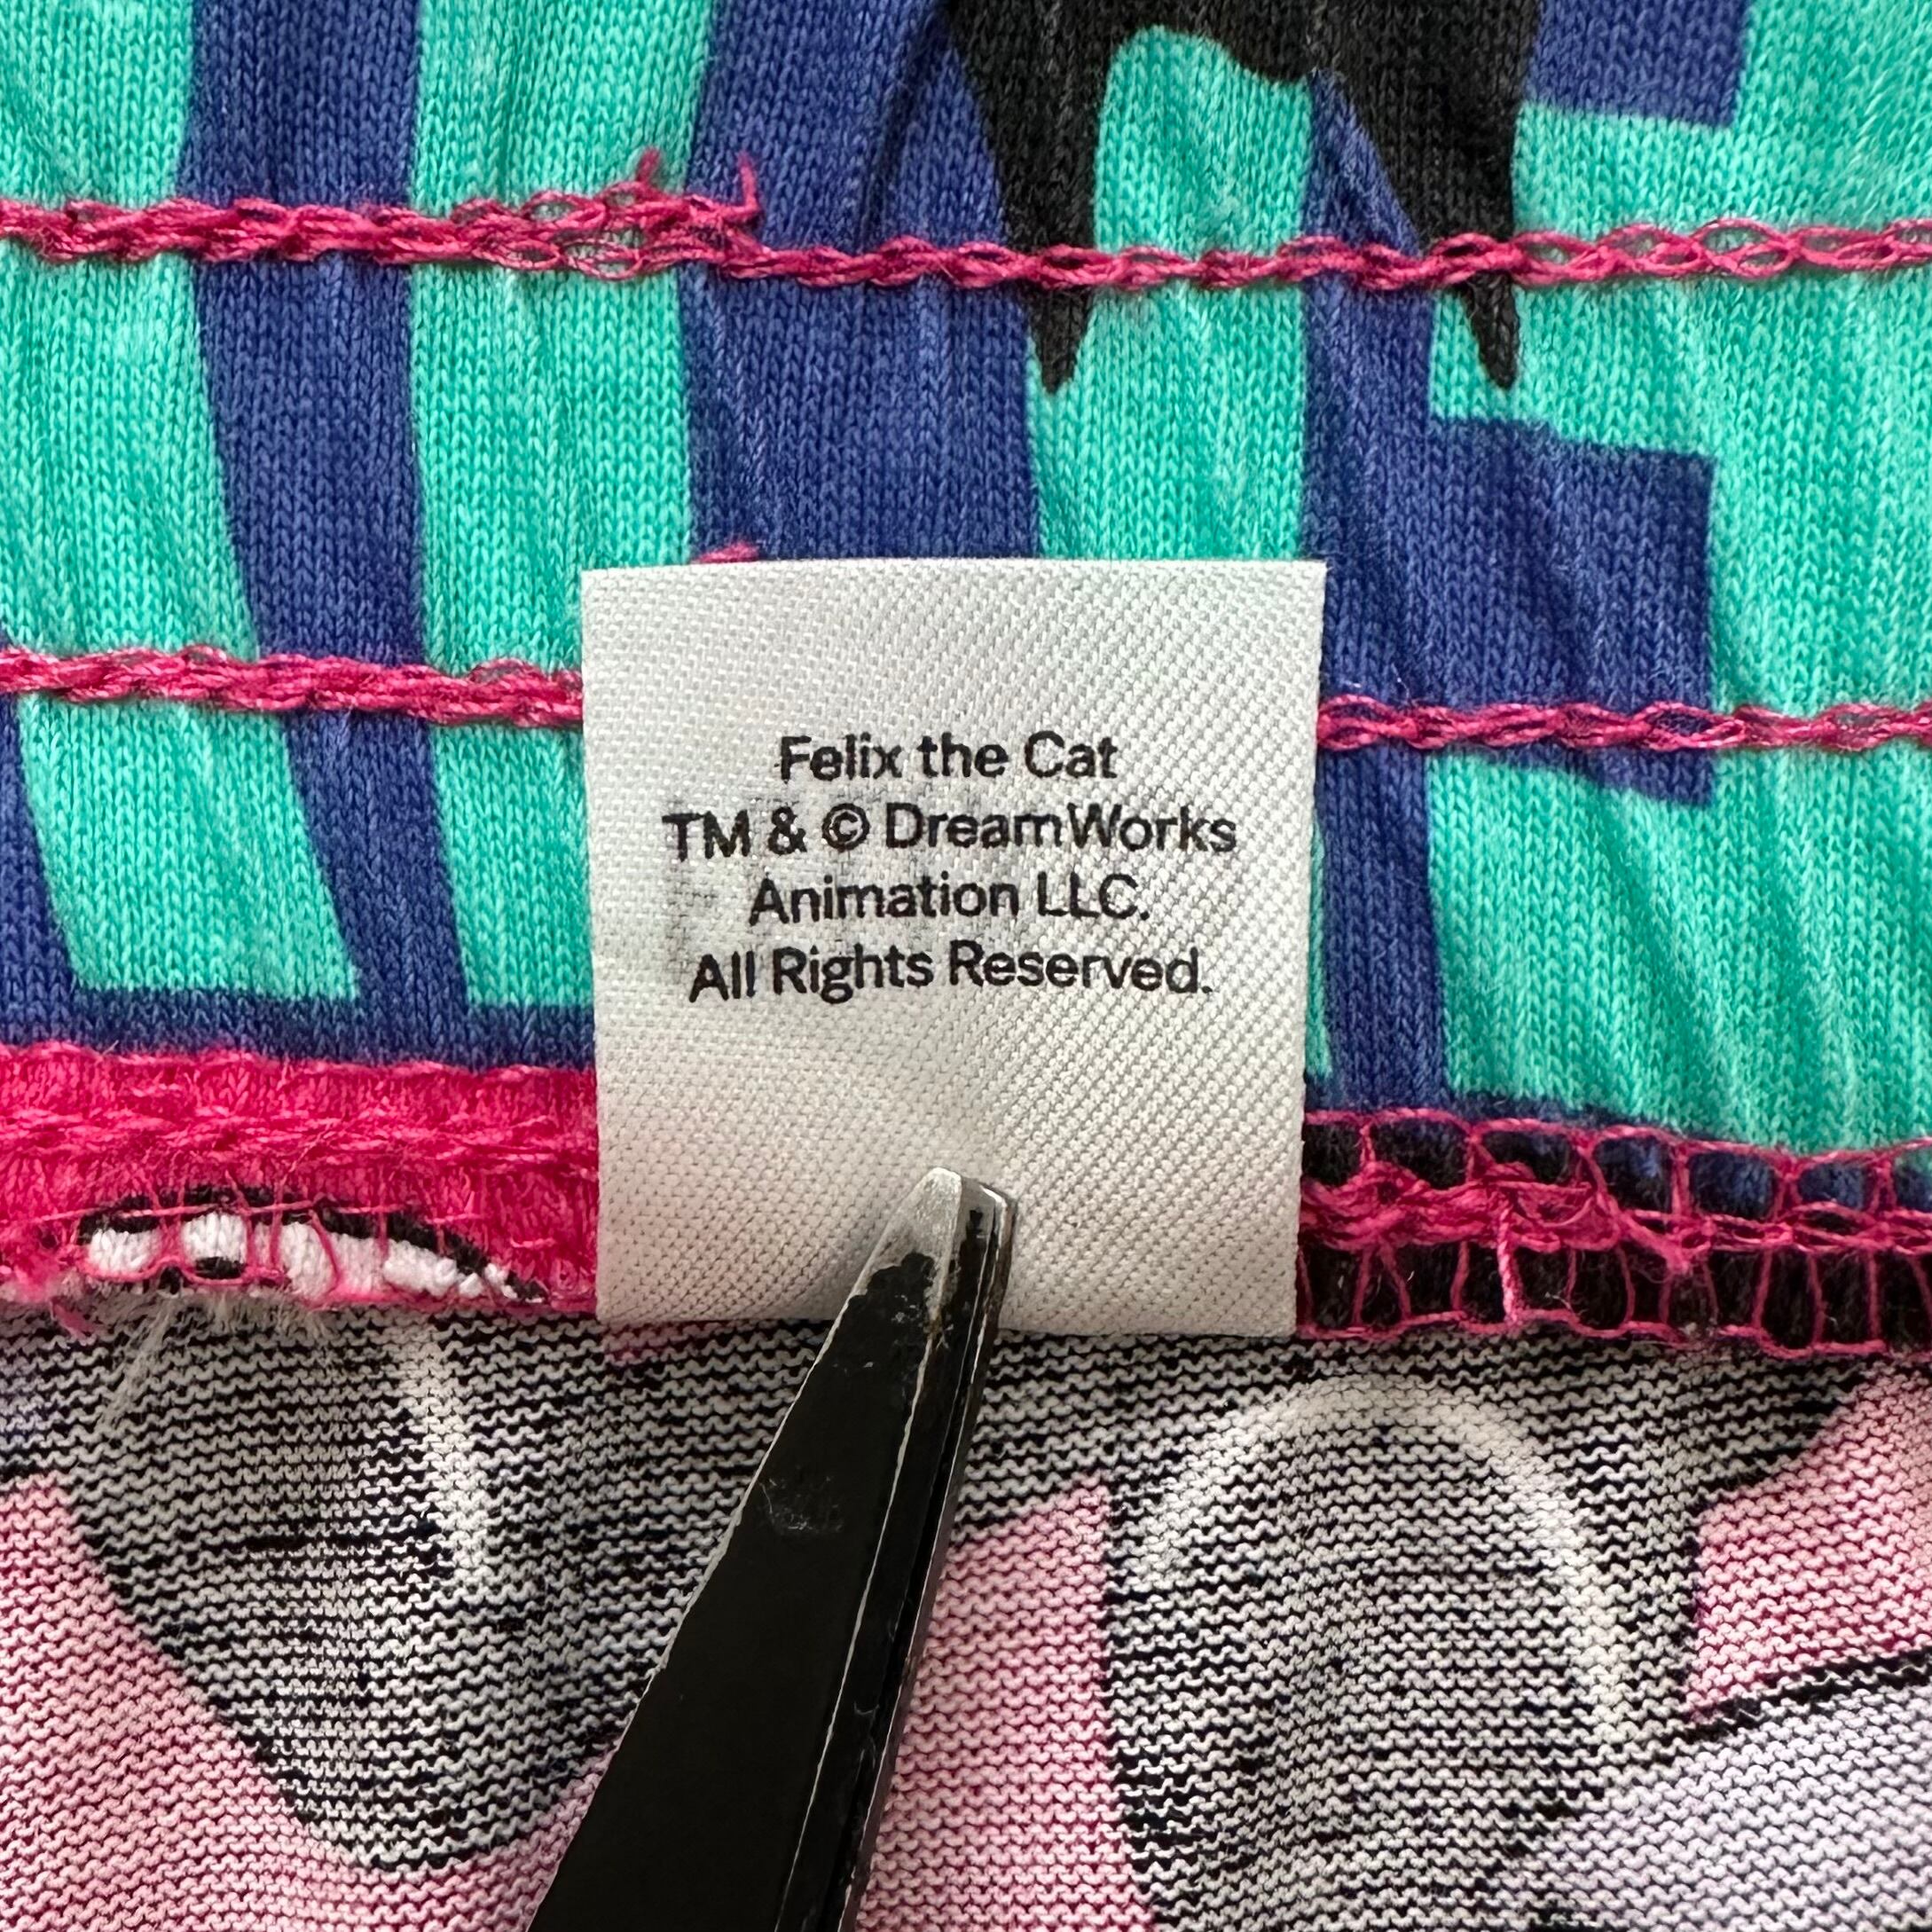 Felix the Cat
TM & © DreamWorks
Animation LLC.
All Rights Reserved.